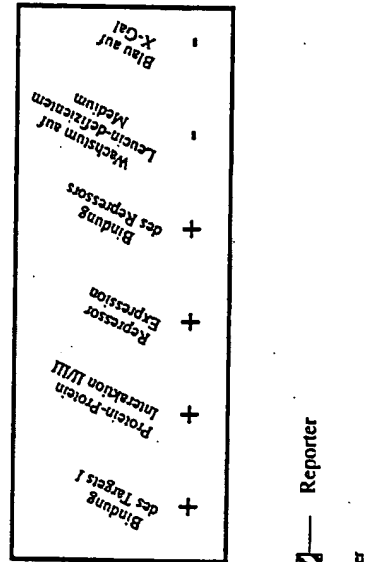 Bindung
des Targets I
Protein-Protein
Interaktion II/III
Repressor
Expression
Bindung
des Repressors
Wachstum auf
Leucin-defizientem
Medium
Blau auf
X-Gal
+ + + + - -
Reporter
er